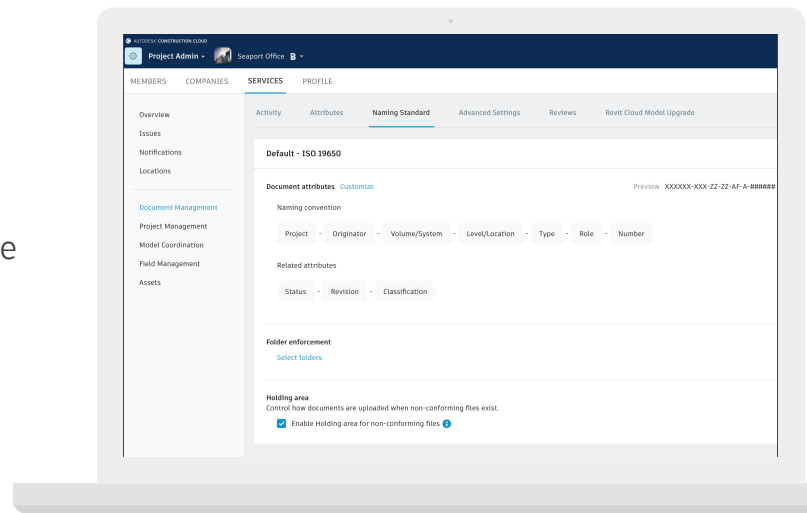 AUTODESK CONSTRUCTION CLOUD
Project Admin Seaport Office B
MEMBERS COMPANIES SERVICES PROFILE
Overview
Issues
Notifications
Locations
Document Management
Project Management
Model Coordination
Field Management
Assets
Activity Attributes Naming Standard Advanced Settings Reviews Revit Cloud Model Upgrade
Default - ISO 19650
Document attributes Customize Preview XXXXXX-XXX-ZZ-ZZ-AF-A-######
Naming convention
Project - Originator - Volume/System - Level/Location - Type - Role - Number
Related attributes
Status - Revision - Classification
Folder enforcement
Select folders
Holding area
Control how documents are uploaded when non-conforming files exist.
Enable Holding area for non-conforming files
e